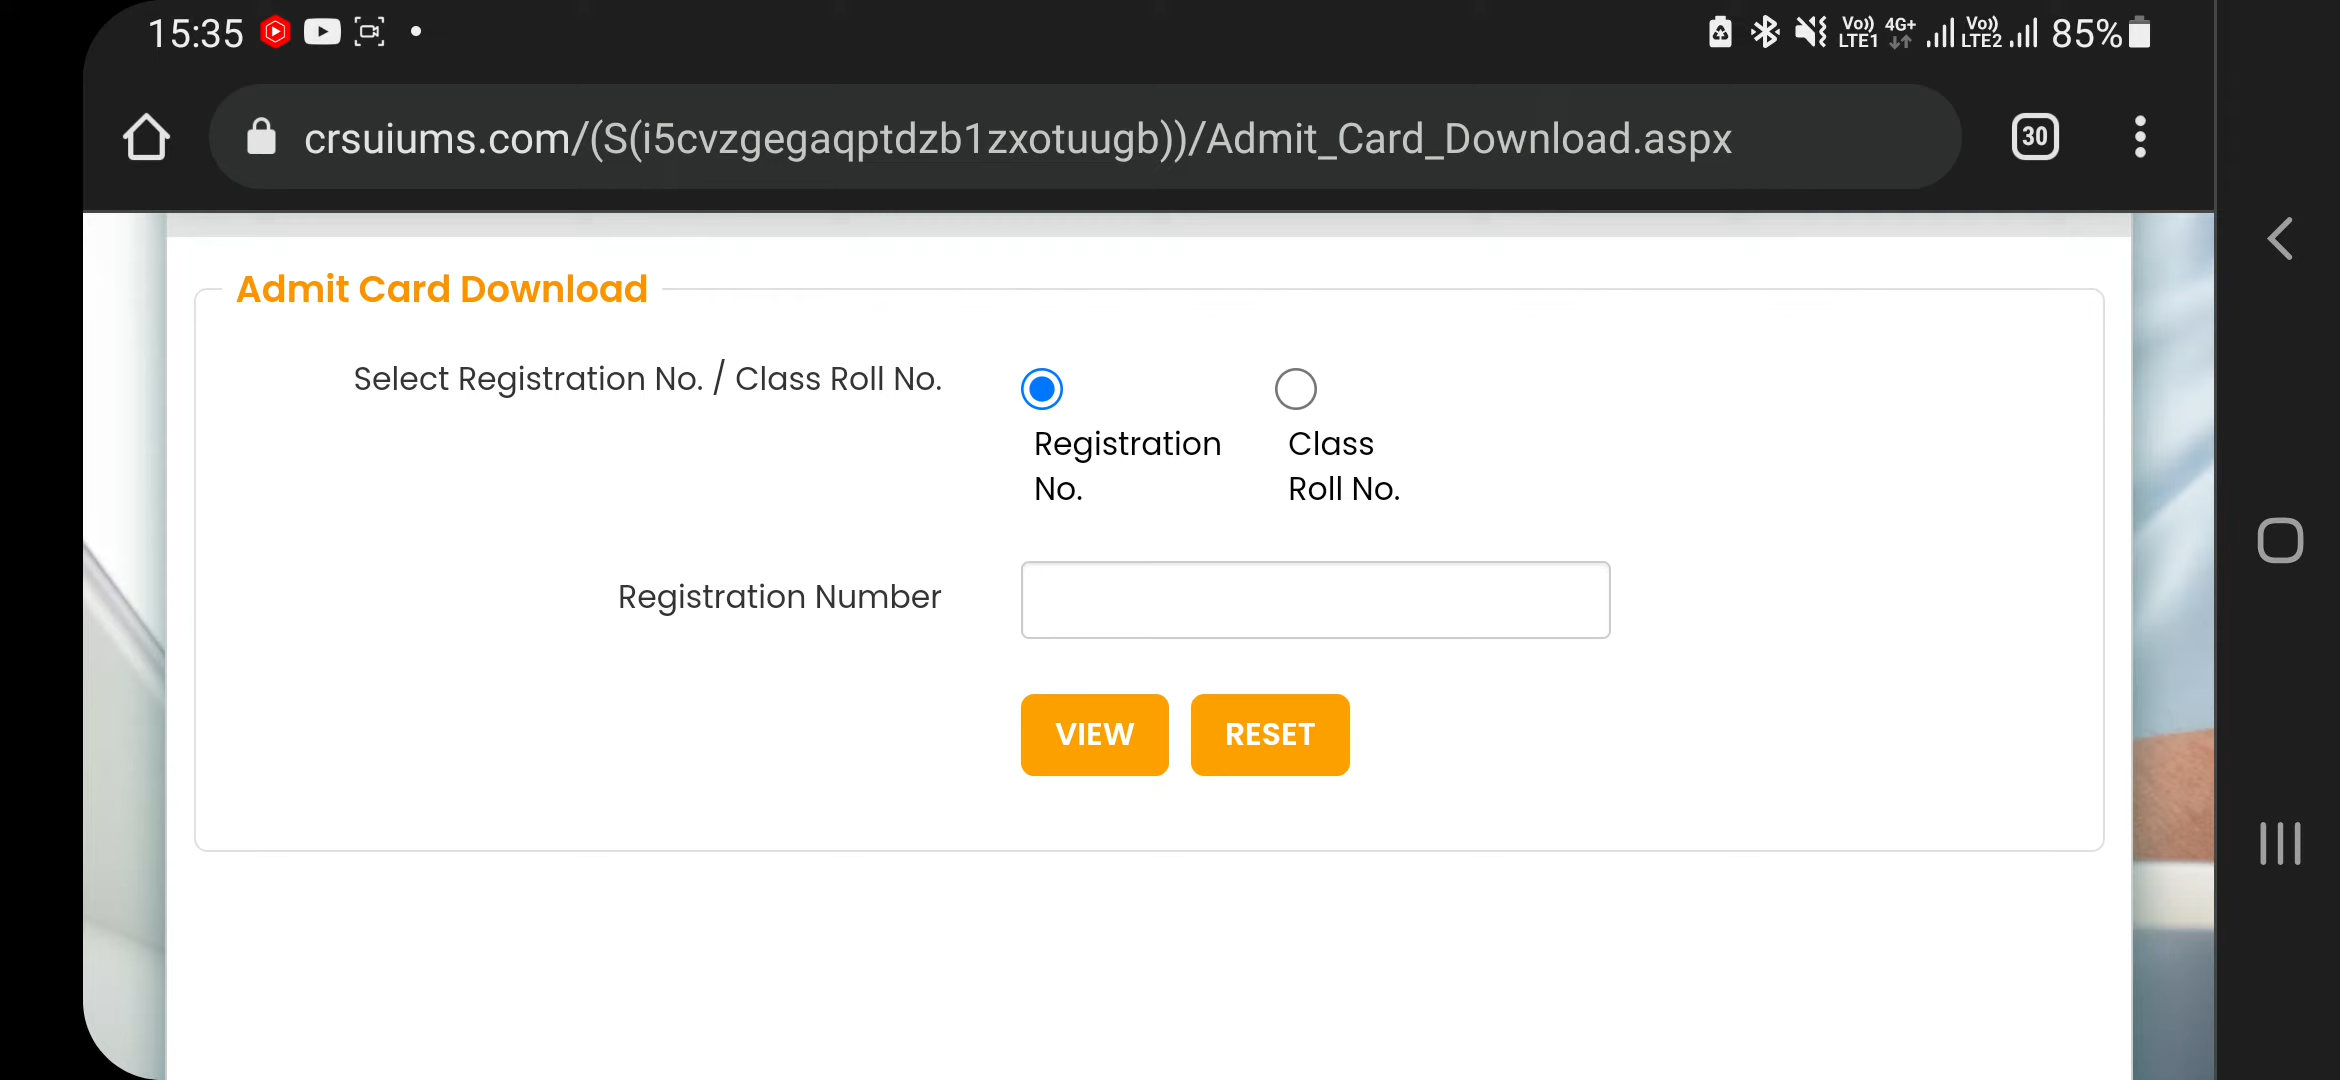 15:35
Vo)) LTE1 4G+ Vo)) LTE2 85%
crsuiums.com/(S(i5cvzgegaqptdzb1zxotuugb))/Admit_Card_Download.aspx
30
Admit Card Download
Select Registration No. / Class Roll No.
Registration No.
Class Roll No.
Registration Number
VIEW RESET